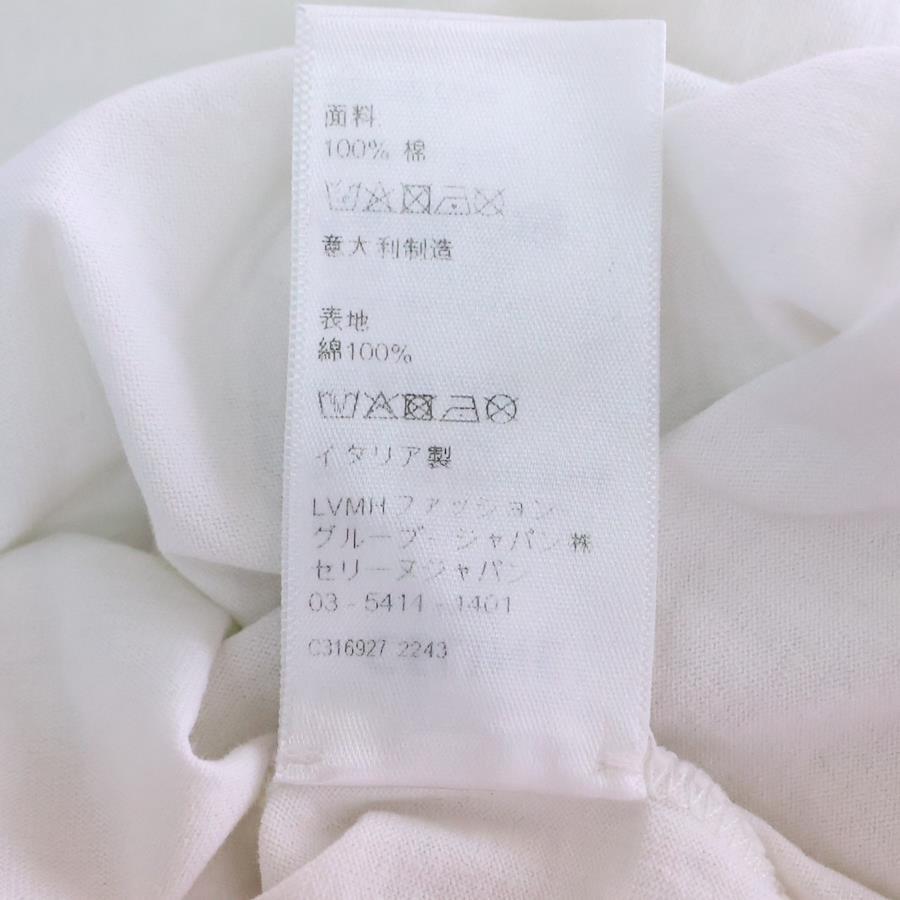 面料:
100% 棉
意大利制造
表地
綿100%
イタリア製
LVMHファッション
グループ・ジャパン㈱
セリーヌジャパン
03-5414-1401
C316927 2243